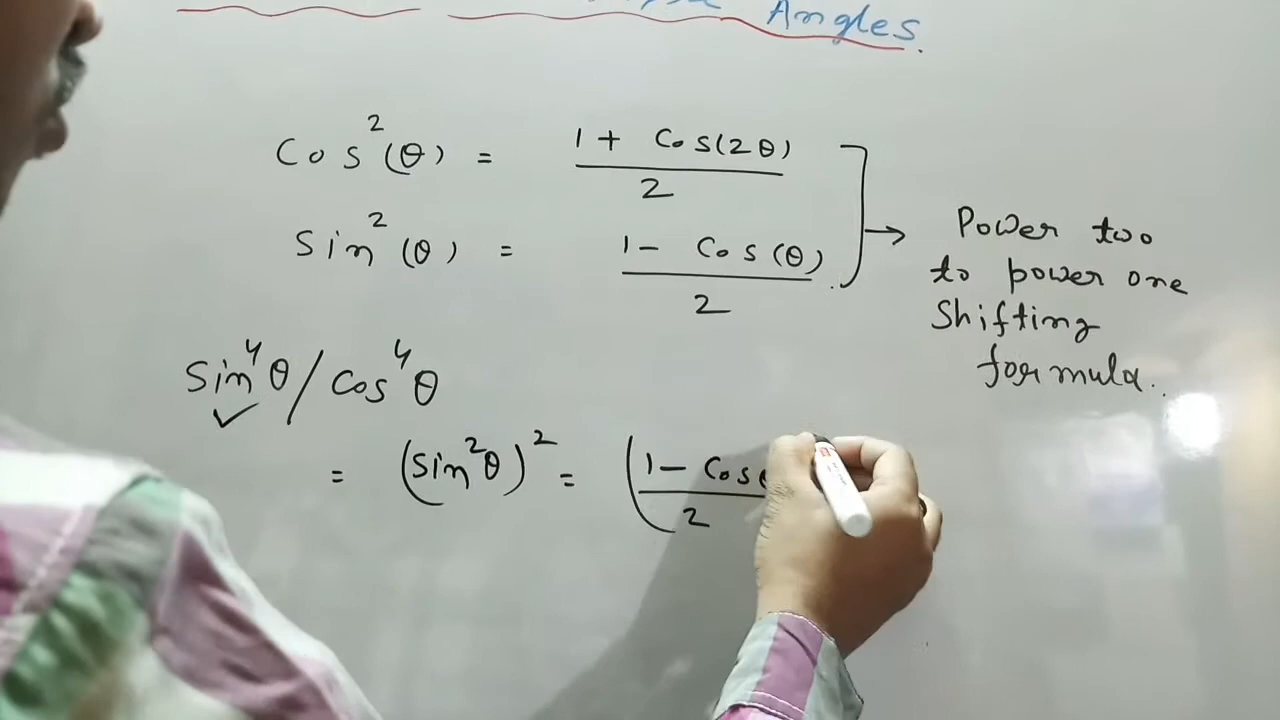 Angles.
Cos²(θ) = 1 + Cos(2θ) / 2
Sin²(θ) = 1 - Cos(θ) / 2
Power two
to power one
Shifting
formula.
Sin⁴θ / Cos⁴θ
= (Sin²θ)² = (1 - Cosθ / 2